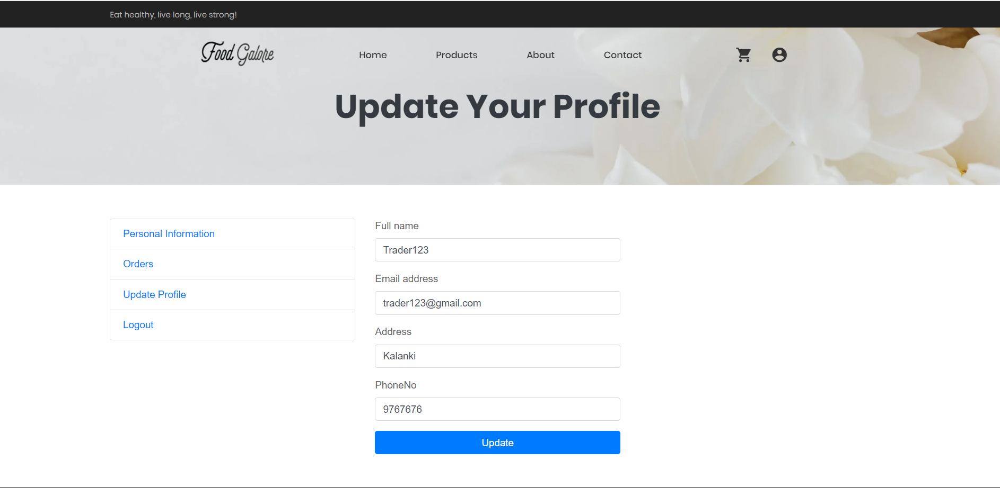 Eat healthy, live long, live strong!
Food Galore
Home Products About Contact
Update Your Profile
Personal Information
Orders
Update Profile
Logout
Full name
Trader123
Email address
trader123@gmail.com
Address
Kalanki
PhoneNo
9767676
Update